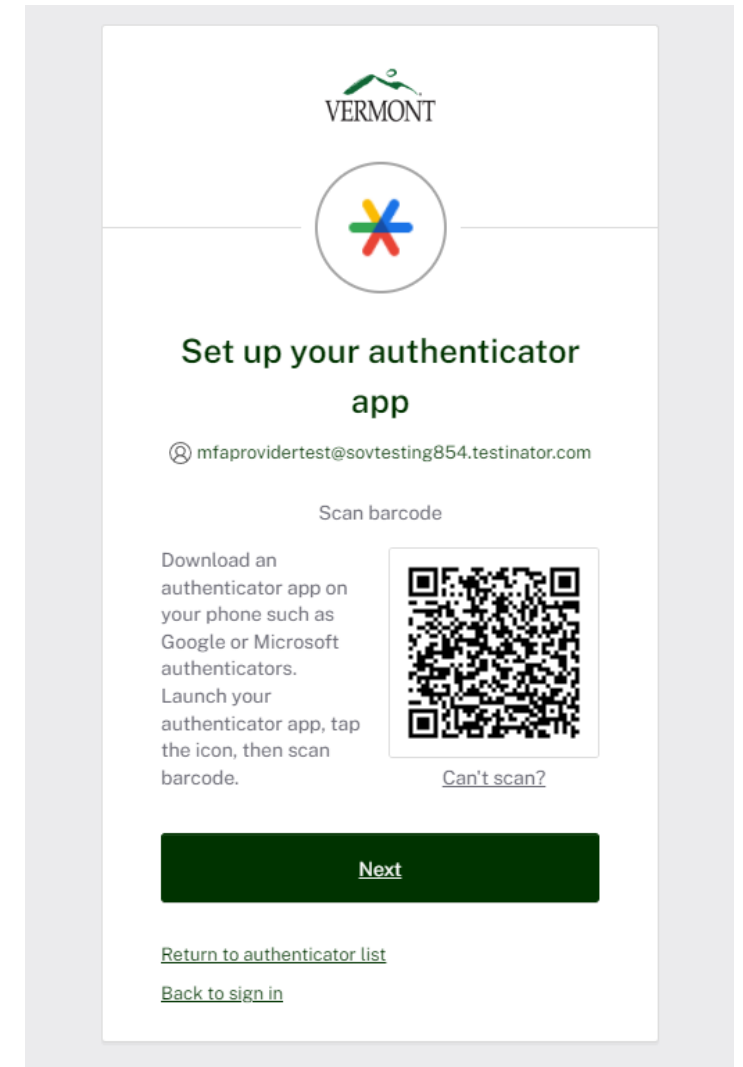 VERMONT
Set up your authenticator
app
mfaprovidertest@sovtesting854.testinator.com
Scan barcode
Download an
authenticator app on
your phone such as
Google or Microsoft
authenticators.
Launch your
authenticator app, tap
the icon, then scan
barcode.
Can't scan?
Next
Return to authenticator list
Back to sign in